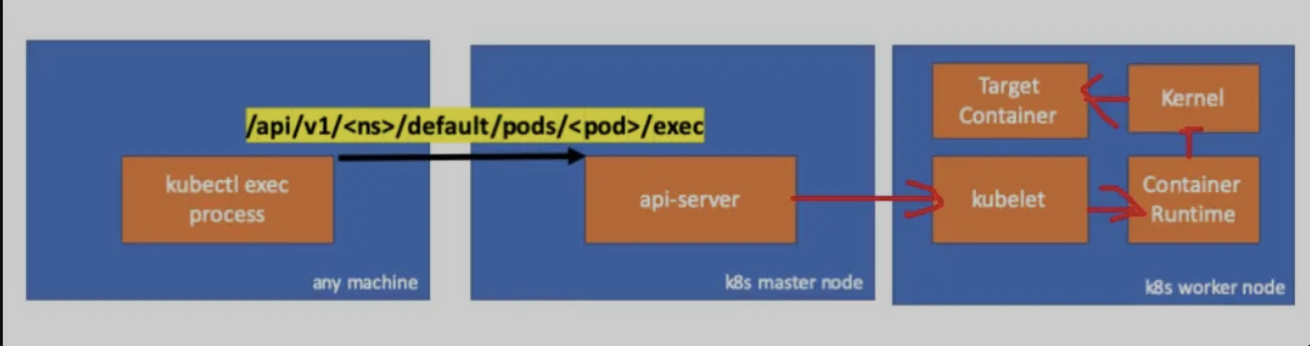 /api/v1/<ns>/default/pods/<pod>/exec
kubectl exec
process
any machine
api-server
k8s master node
Target
Container
Kernel
kubelet
Container
Runtime
k8s worker node